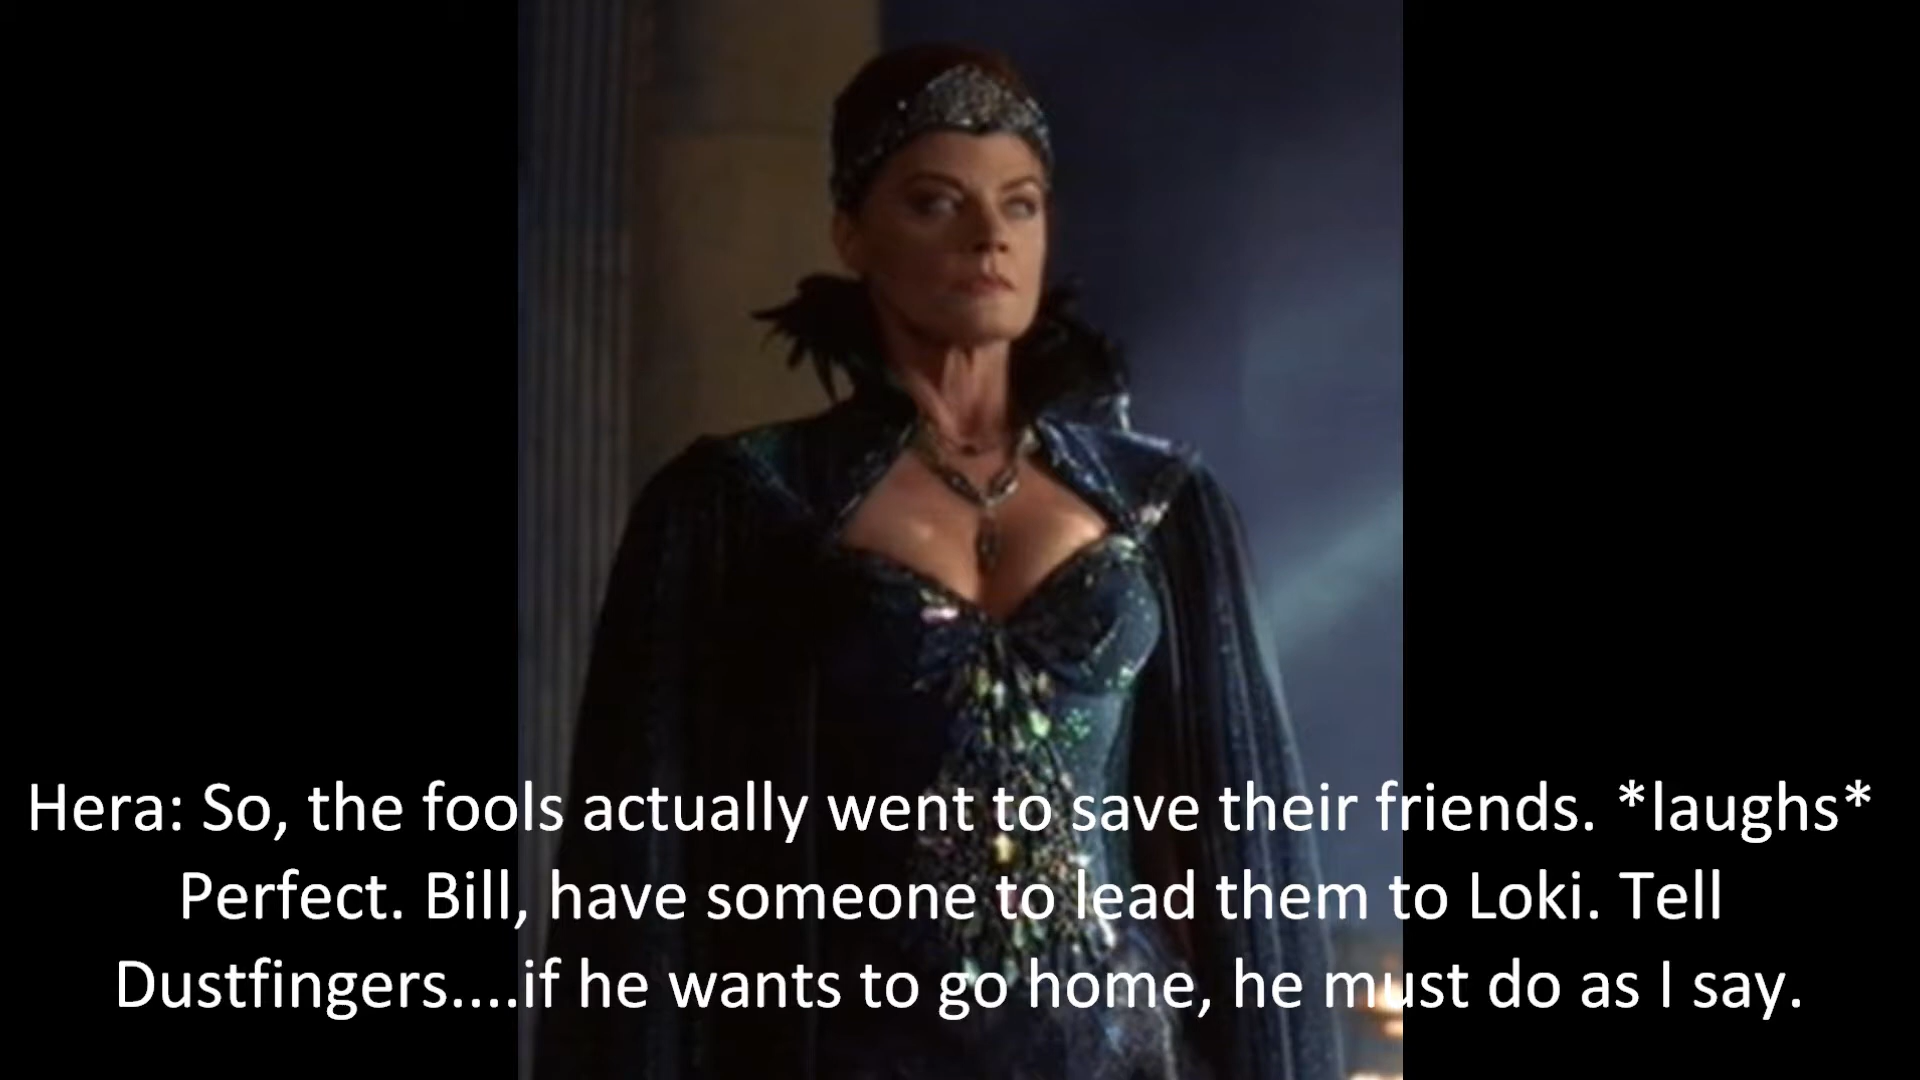 Hera: So, the fools actually went to save their friends. *laughs*
Perfect. Bill, have someone to lead them to Loki. Tell
Dustfingers....if he wants to go home, he must do as I say.